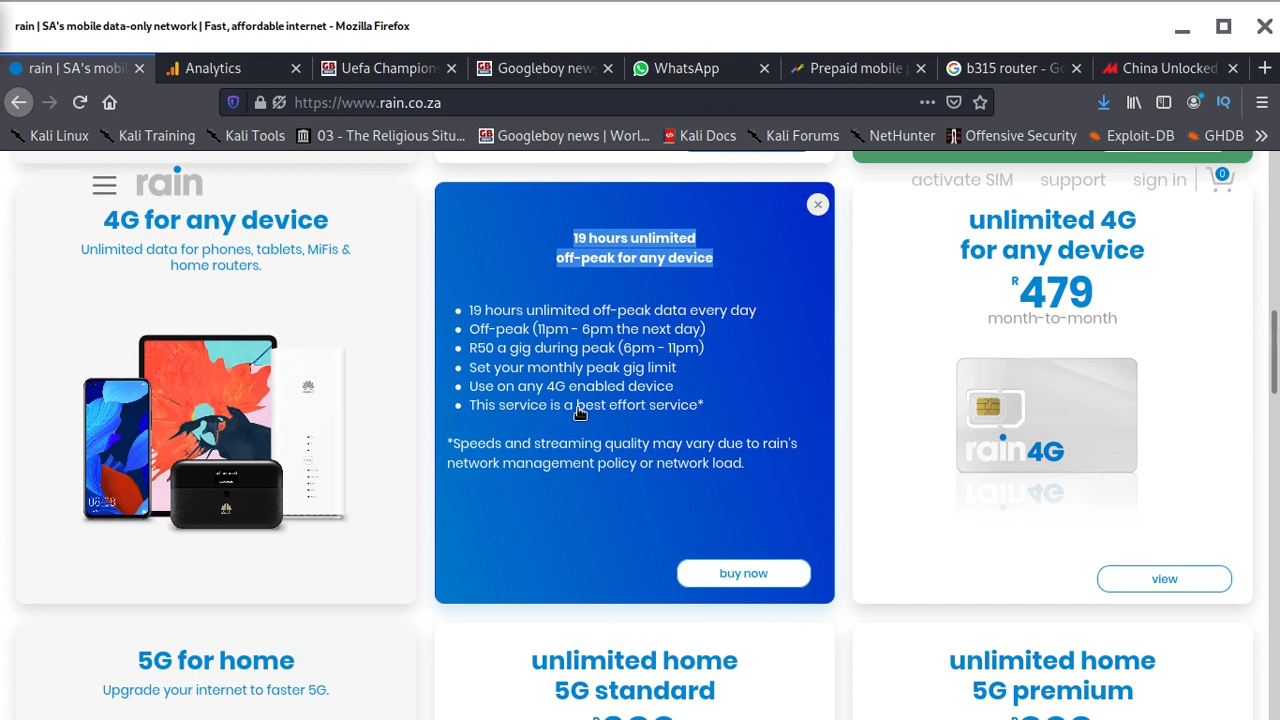 rain | SA's mobile data-only network | Fast, affordable internet - Mozilla Firefox
rain | SA's mobi
Analytics
Uefa Champion
Googleboy new
WhatsApp
Prepaid mobile
b315 router - G
China Unlocked
https://www.rain.co.za
IQ
Kali Linux
Kali Training
Kali Tools
03 - The Religious Situ...
Googleboy news | Worl...
Kali Docs
Kali Forums
NetHunter
Offensive Security
Exploit-DB
GHDB
rain
activate SIM
support
sign in
0
4G for any device
Unlimited data for phones, tablets, MiFis &
home routers.
19 hours unlimited
off-peak for any device
• 19 hours unlimited off-peak data every day
• Off-peak (11pm - 6pm the next day)
• R50 a gig during peak (6pm - 11pm)
• Set your monthly peak gig limit
• Use on any 4G enabled device
• This service is a best effort service*
*Speeds and streaming quality may vary due to rain's
network management policy or network load.
buy now
unlimited 4G
for any device
R479
month-to-month
rain4G
view
5G for home
Upgrade your internet to faster 5G.
unlimited home
5G standard
unlimited home
5G premium